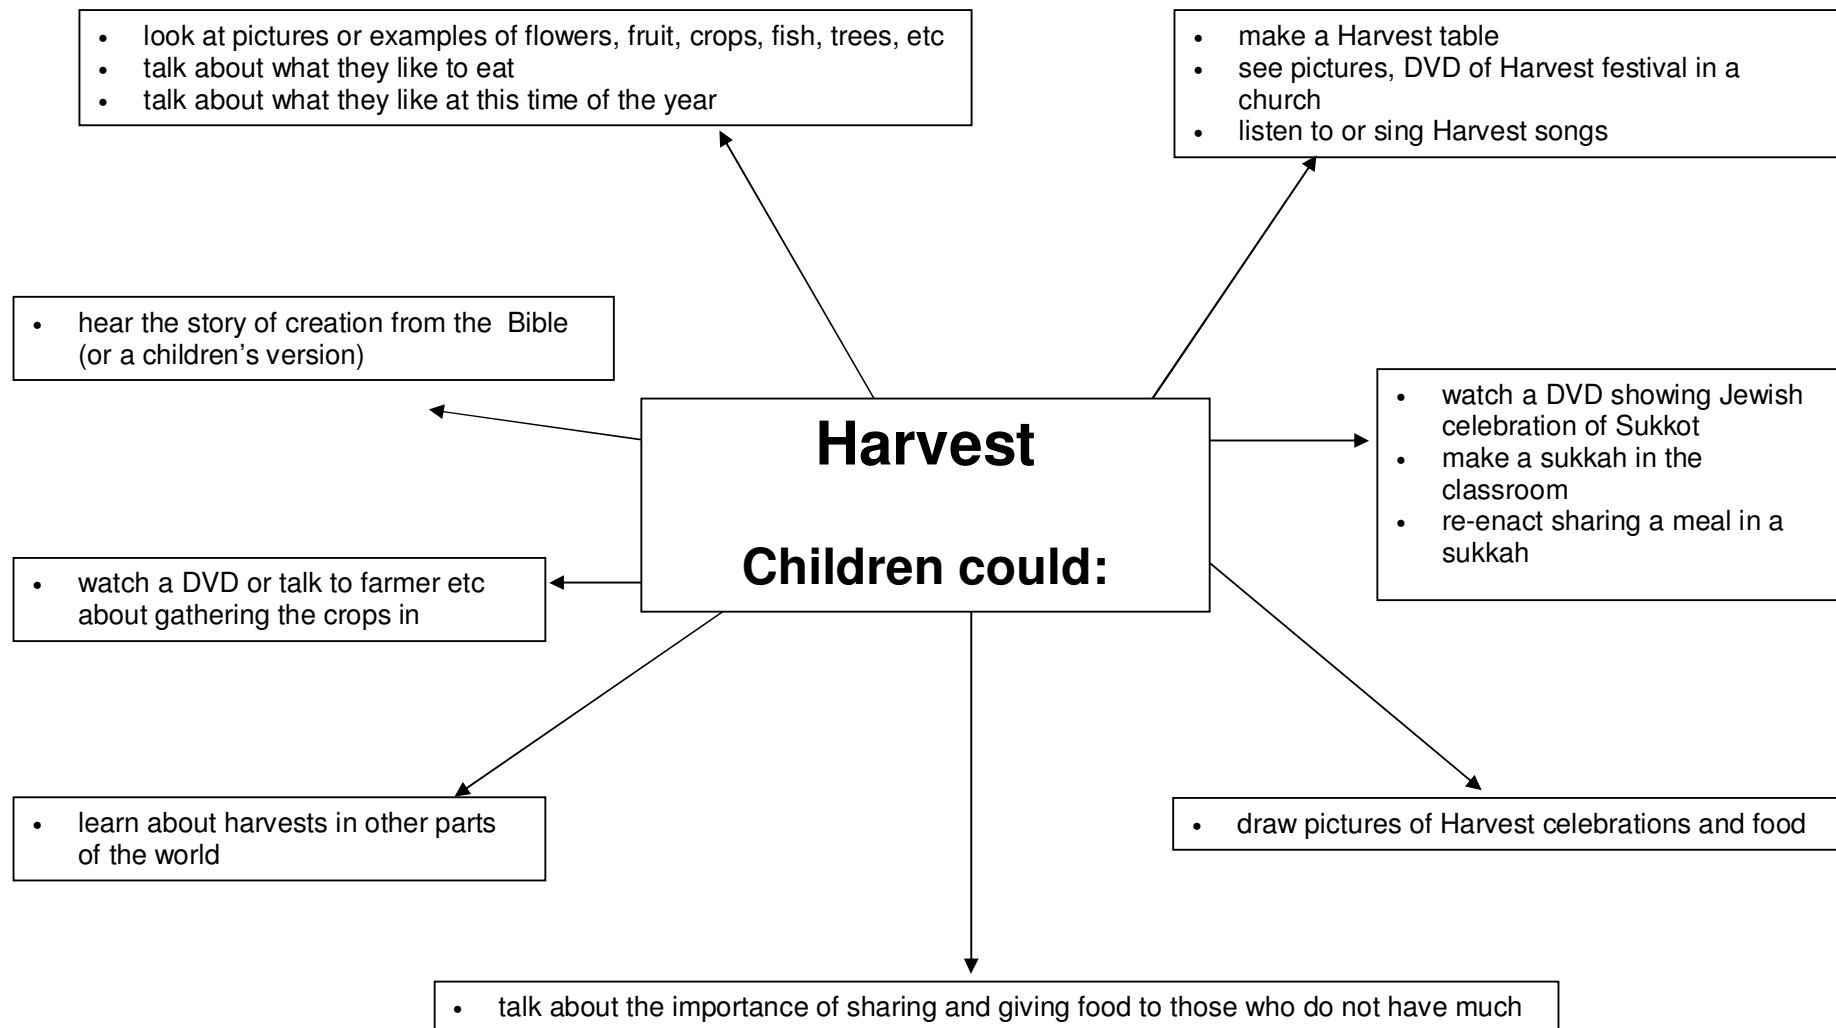 • look at pictures or examples of flowers, fruit, crops, fish, trees, etc
• talk about what they like to eat
• talk about what they like at this time of the year
• make a Harvest table
• see pictures, DVD of Harvest festival in a
church
• listen to or sing Harvest songs
• hear the story of creation from the Bible
(or a children's version)
Harvest
Children could:
• watch a DVD showing Jewish
celebration of Sukkot
• make a sukkah in the
classroom
• re-enact sharing a meal in a
sukkah
• watch a DVD or talk to farmer etc
about gathering the crops in
• learn about harvests in other parts
of the world
• draw pictures of Harvest celebrations and food
• talk about the importance of sharing and giving food to those who do not have much